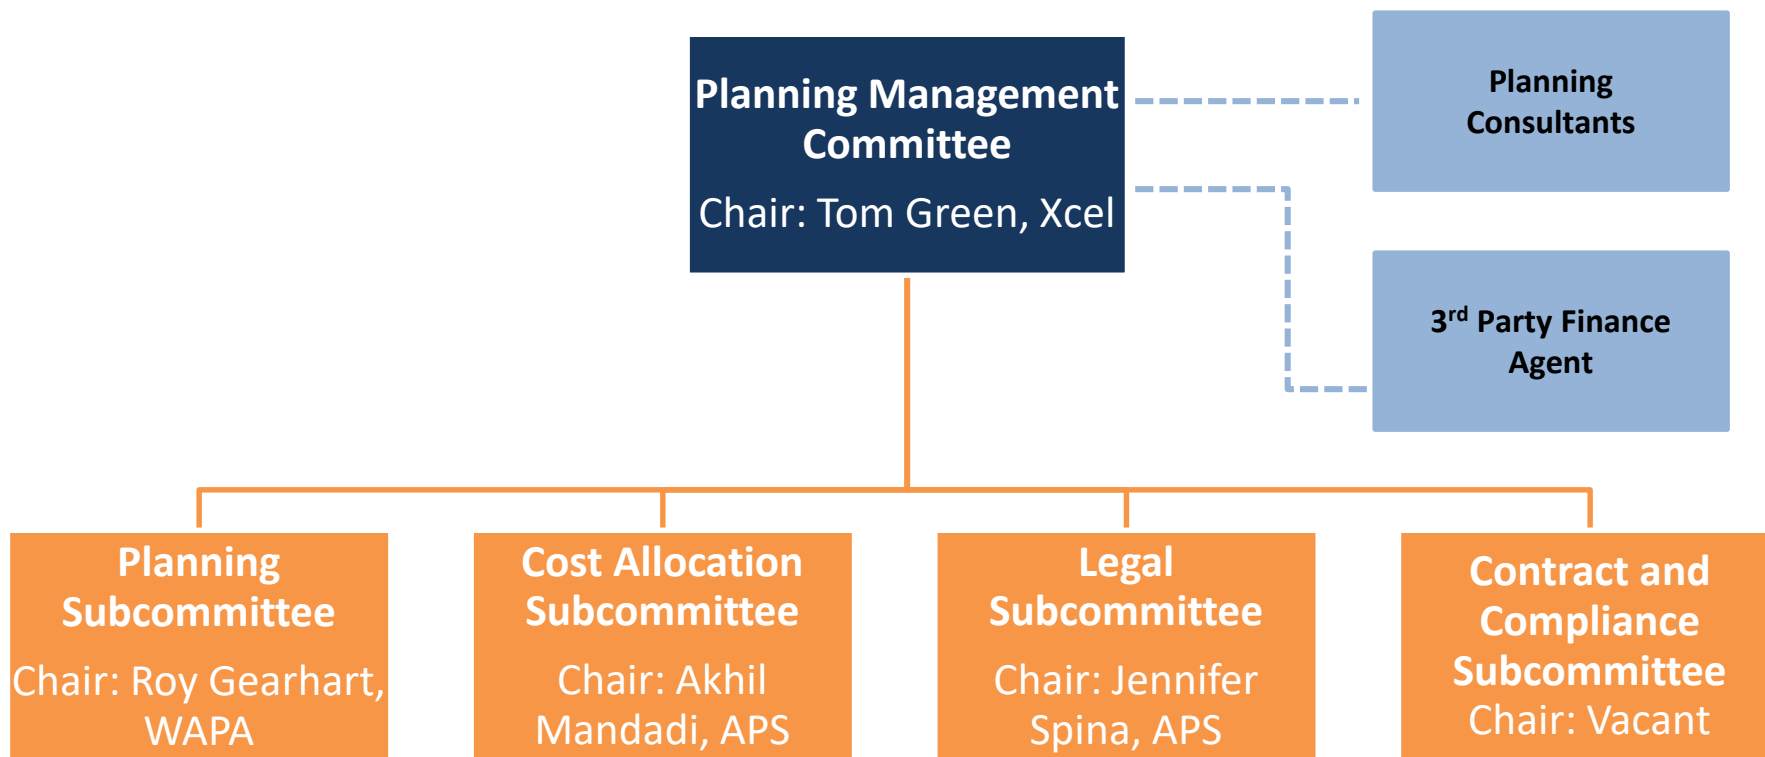 Planning Management
Committee
Chair: Tom Green, Xcel
Planning
Consultants
3rd Party Finance
Agent
Planning
Subcommittee
Chair: Roy Gearhart,
WAPA
Cost Allocation
Subcommittee
Chair: Akhil
Mandadi, APS
Legal
Subcommittee
Chair: Jennifer
Spina, APS
Contract and
Compliance
Subcommittee
Chair: Vacant